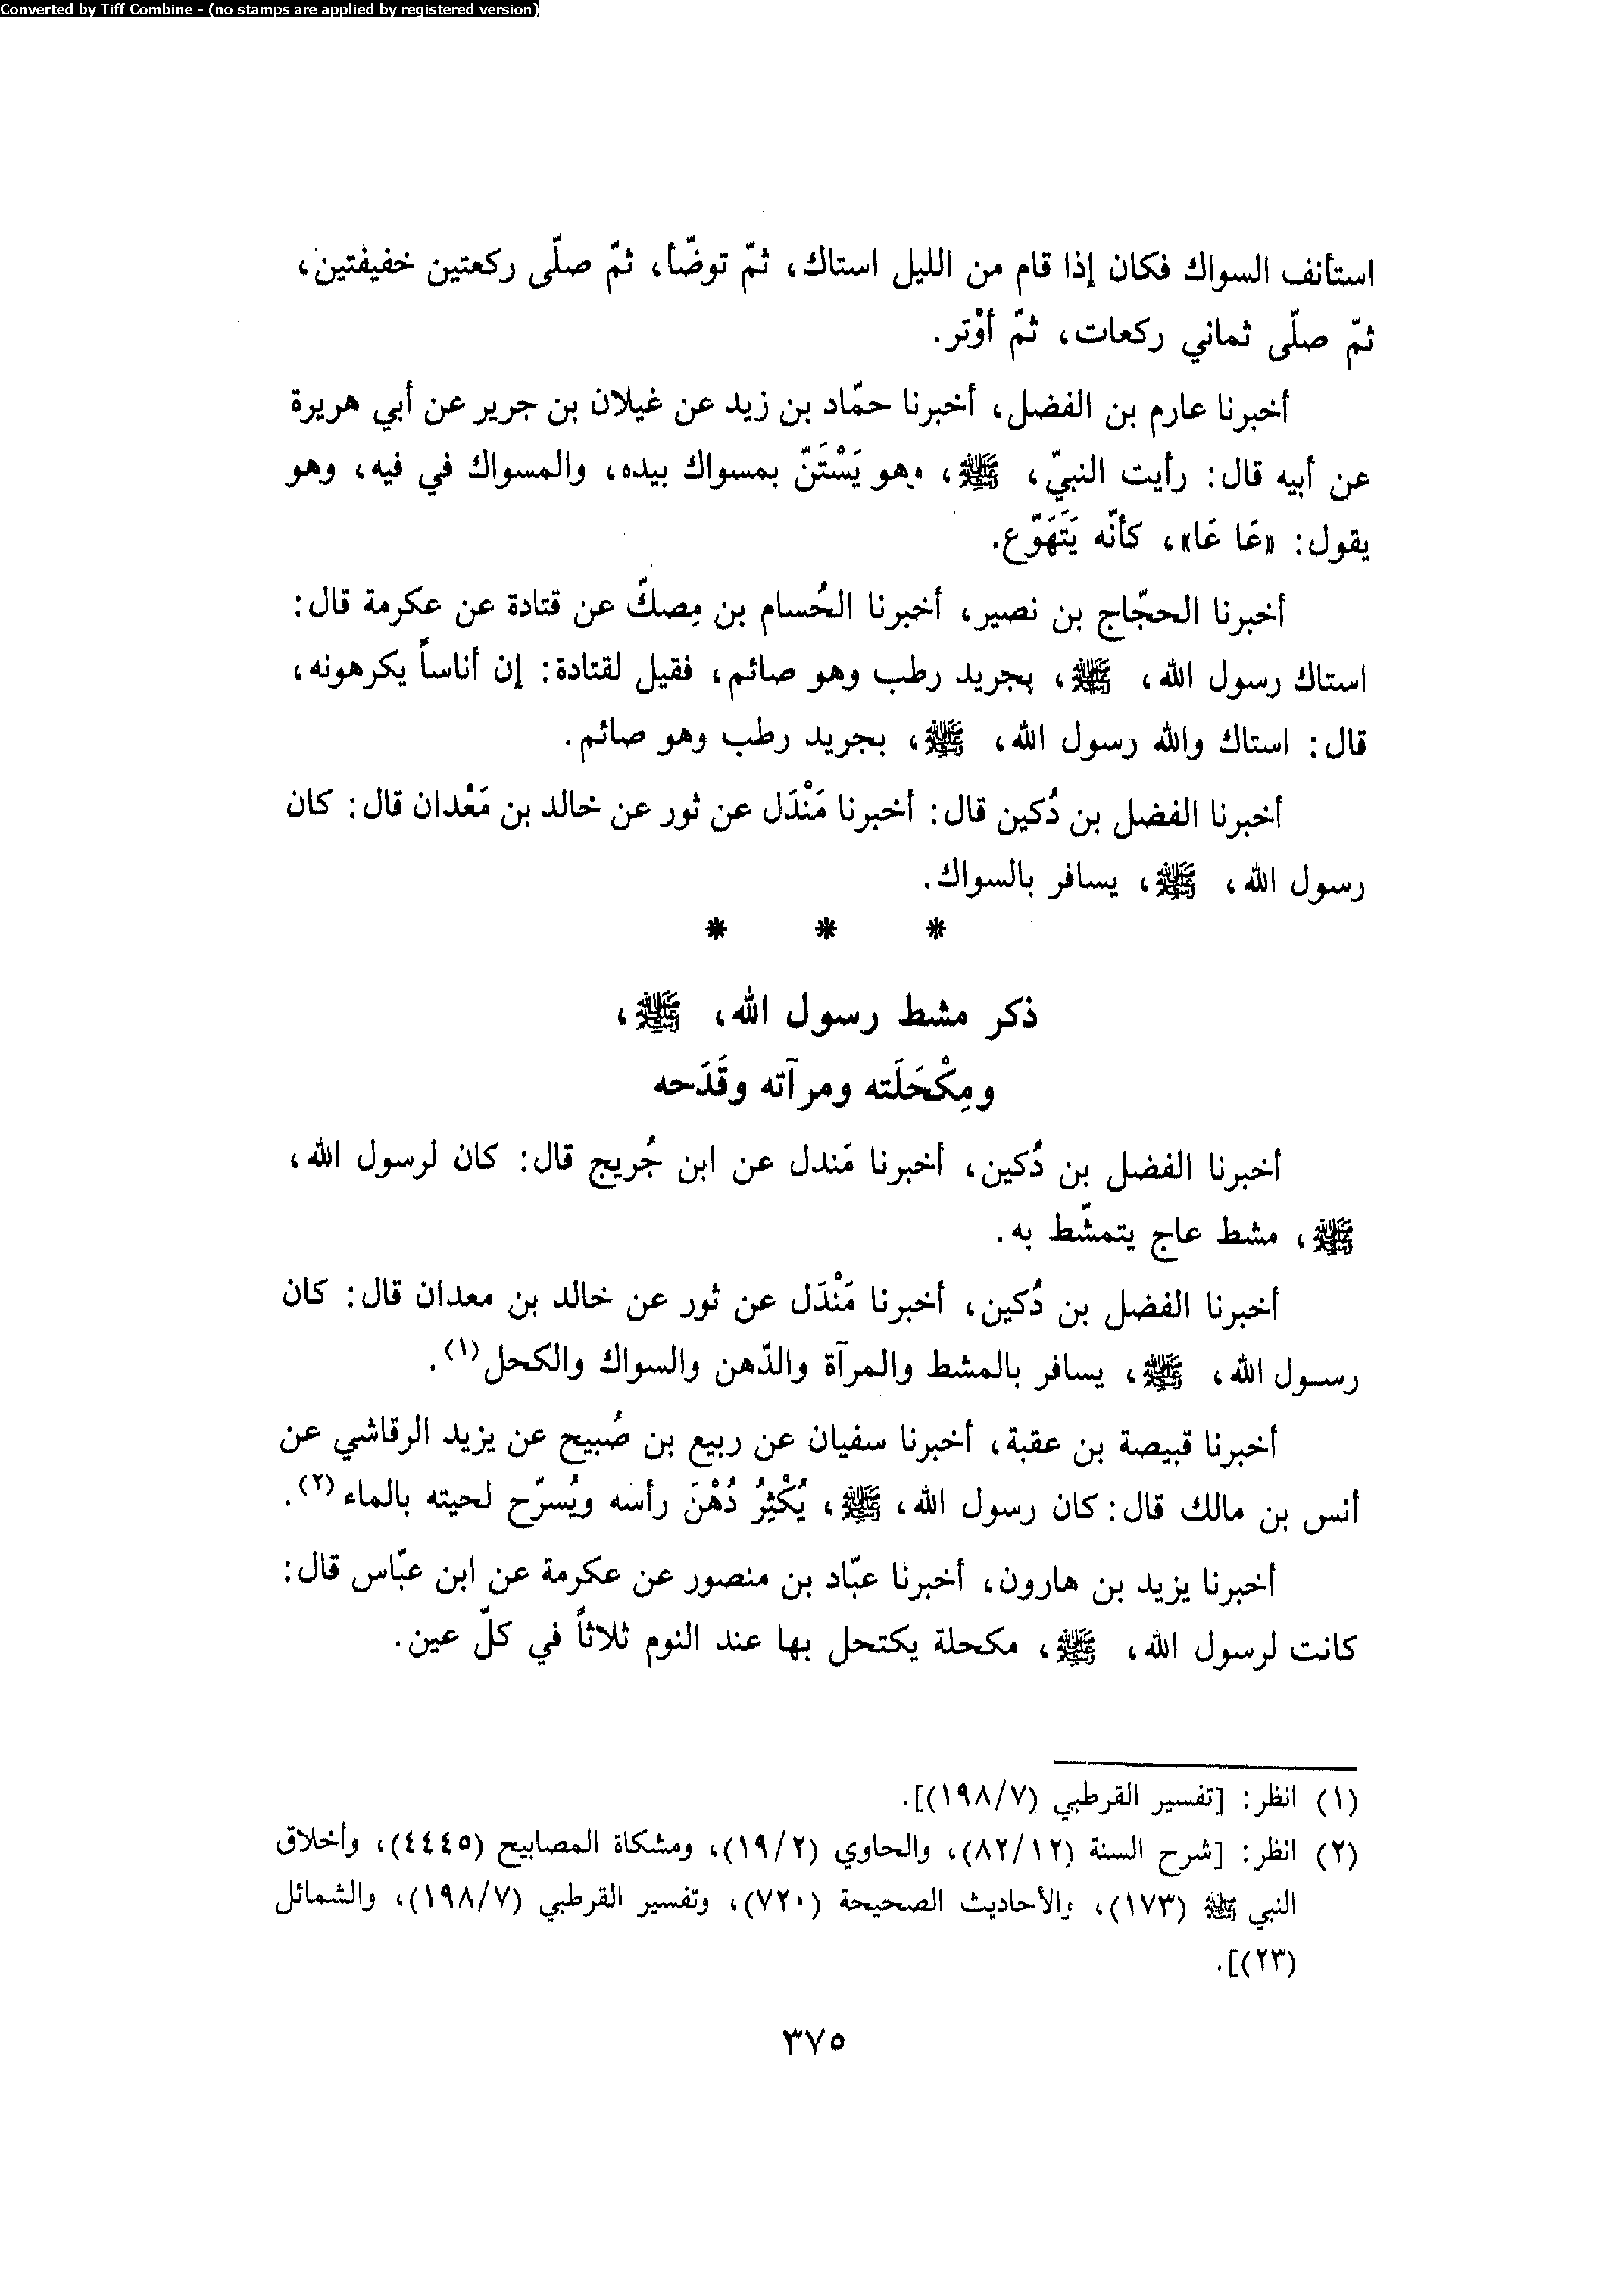 Converted by Tiff Combine - (no stamps are applied by registered version)
استأنف السواك فكان إذا قام من الليل استاك، ثمّ توضّأ، ثمّ صلّى ركعتين خفيفتين،
ثمّ صلّى ثماني ركعات، ثمّ أوْتر.
أخبرنا عارم بن الفضل، أخبرنا حمّاد بن زيد عن غيلان بن جرير عن أبي هريرة
عن أبيه قال: رأيت النبيّ، ﷺ، وهو يَسْتَنّ بمسواك بيده، والمسواك في فيه، وهو
يقول: «عَا عَا»، كأنّه يَتَهَوّع.
أخبرنا الحجّاج بن نصير، أخبرنا الحُسام بن مِصكّ عن قتادة عن عكرمة قال:
استاك رسول الله، ﷺ، بجريد رطب وهو صائم، فقيل لقتادة: إن أناساً يكرهونه،
قال: استاك والله رسول الله، ﷺ، بجريد رطب وهو صائم.
أخبرنا الفضل بن دُكين قال: أخبرنا مَنْدَل عن ثور عن خالد بن مَعْدان قال: كان
رسول الله، ﷺ، يسافر بالسواك.
* * *
ذكر مشط رسول الله، ﷺ،
ومِكْحَلَته ومرآته وقَدَحه
أخبرنا الفضل بن دُكين، أخبرنا مَندل عن ابن جُريج قال: كان لرسول الله،
ﷺ، مشط عاج يتمشّط به.
أخبرنا الفضل بن دُكين، أخبرنا مَنْدَل عن ثور عن خالد بن معدان قال: كان
رسول الله، ﷺ، يسافر بالمشط والمرآة والدّهن والسواك والكحل(١).
أخبرنا قبيصة بن عقبة، أخبرنا سفيان عن ربيع بن صُبيح عن يزيد الرقاشي عن
أنس بن مالك قال: كان رسول الله، ﷺ، يُكْثِرُ دُهْنَ رأسه ويُسرّح لحيته بالماء(٢).
أخبرنا يزيد بن هارون، أخبرنا عبّاد بن منصور عن عكرمة عن ابن عبّاس قال:
كانت لرسول الله، ﷺ، مكحلة يكتحل بها عند النوم ثلاثاً في كلّ عين.
(١) انظر: [تفسير القرطبي (١٩٨/٧)].
(٢) انظر: [شرح السنة (٨٢/١٢)، والحاوي (١٩/٢)، ومشكاة المصابيح (٤٤٤٥)، وأخلاق
النبي ﷺ (١٧٣)، والأحاديث الصحيحة (٧٢٠)، وتفسير القرطبي (١٩٨/٧)، والشمائل
(٢٣)].
٣٧٥